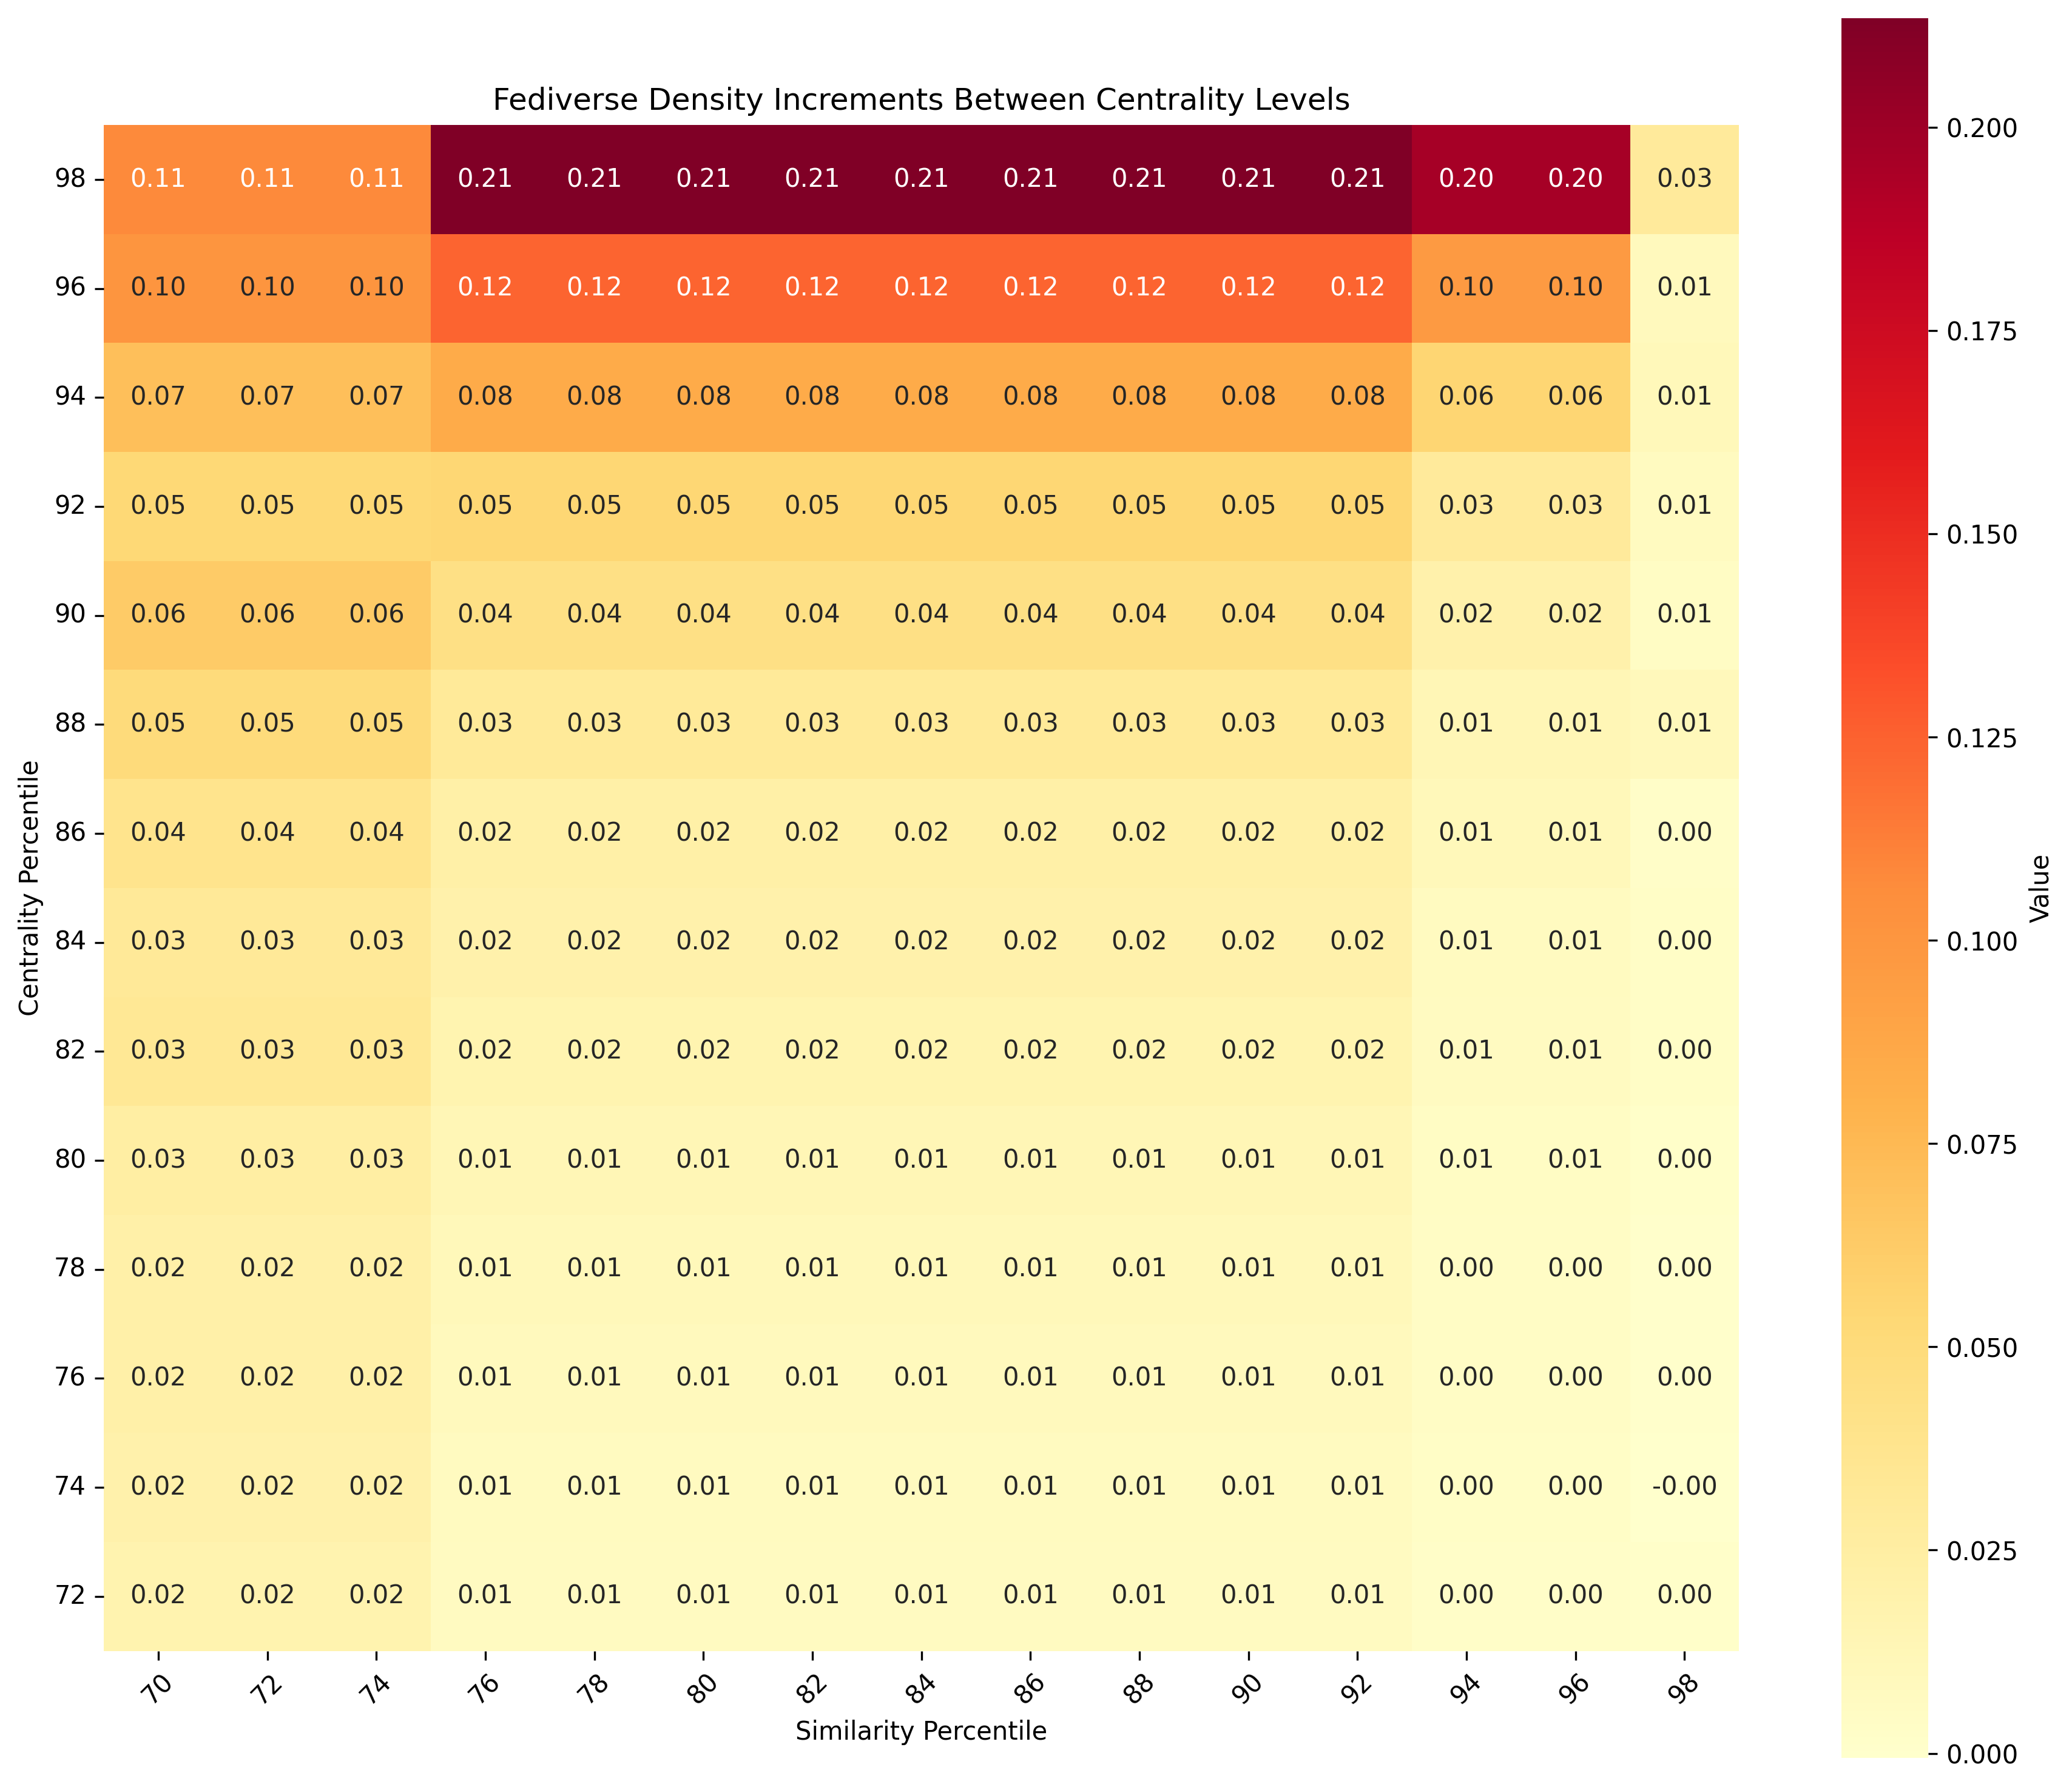 Fediverse Density Increments Between Centrality Levels
98 0.11 0.11 0.11 0.21 0.21 0.21 0.21 0.21 0.21 0.21 0.21 0.21 0.20 0.20 0.03
96 0.10 0.10 0.10 0.12 0.12 0.12 0.12 0.12 0.12 0.12 0.12 0.12 0.10 0.10 0.01
94 0.07 0.07 0.07 0.08 0.08 0.08 0.08 0.08 0.08 0.08 0.08 0.08 0.06 0.06 0.01
92 0.05 0.05 0.05 0.05 0.05 0.05 0.05 0.05 0.05 0.05 0.05 0.05 0.03 0.03 0.01
90 0.06 0.06 0.06 0.04 0.04 0.04 0.04 0.04 0.04 0.04 0.04 0.04 0.02 0.02 0.01
88 0.05 0.05 0.05 0.03 0.03 0.03 0.03 0.03 0.03 0.03 0.03 0.03 0.01 0.01 0.01
86 0.04 0.04 0.04 0.02 0.02 0.02 0.02 0.02 0.02 0.02 0.02 0.02 0.01 0.01 0.00
84 0.03 0.03 0.03 0.02 0.02 0.02 0.02 0.02 0.02 0.02 0.02 0.02 0.01 0.01 0.00
82 0.03 0.03 0.03 0.02 0.02 0.02 0.02 0.02 0.02 0.02 0.02 0.02 0.01 0.01 0.00
80 0.03 0.03 0.03 0.01 0.01 0.01 0.01 0.01 0.01 0.01 0.01 0.01 0.01 0.01 0.00
78 0.02 0.02 0.02 0.01 0.01 0.01 0.01 0.01 0.01 0.01 0.01 0.01 0.00 0.00 0.00
76 0.02 0.02 0.02 0.01 0.01 0.01 0.01 0.01 0.01 0.01 0.01 0.01 0.00 0.00 0.00
74 0.02 0.02 0.02 0.01 0.01 0.01 0.01 0.01 0.01 0.01 0.01 0.01 0.00 0.00 -0.00
72 0.02 0.02 0.02 0.01 0.01 0.01 0.01 0.01 0.01 0.01 0.01 0.01 0.00 0.00 0.00
70 72 74 76 78 80 82 84 86 88 90 92 94 96 98
Similarity Percentile
Centrality Percentile
0.200
0.175
0.150
0.125
0.100
0.075
0.050
0.025
0.000
Value